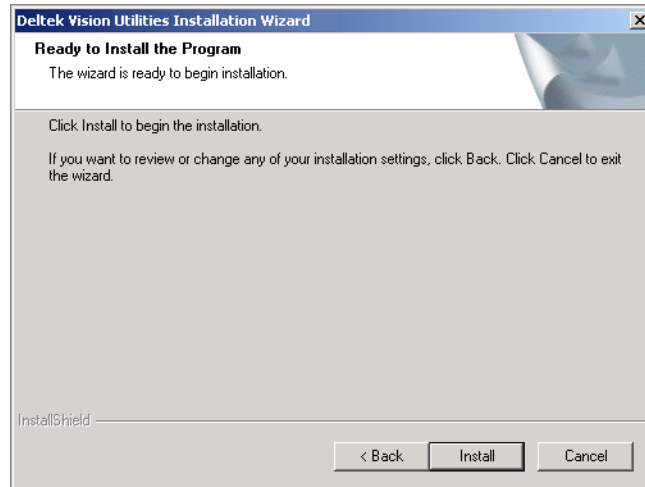 Deltek Vision Utilities Installation Wizard
Ready to Install the Program
The wizard is ready to begin installation.
Click Install to begin the installation.
If you want to review or change any of your installation settings, click Back. Click Cancel to exit
the wizard.
InstallShield
< Back Install Cancel